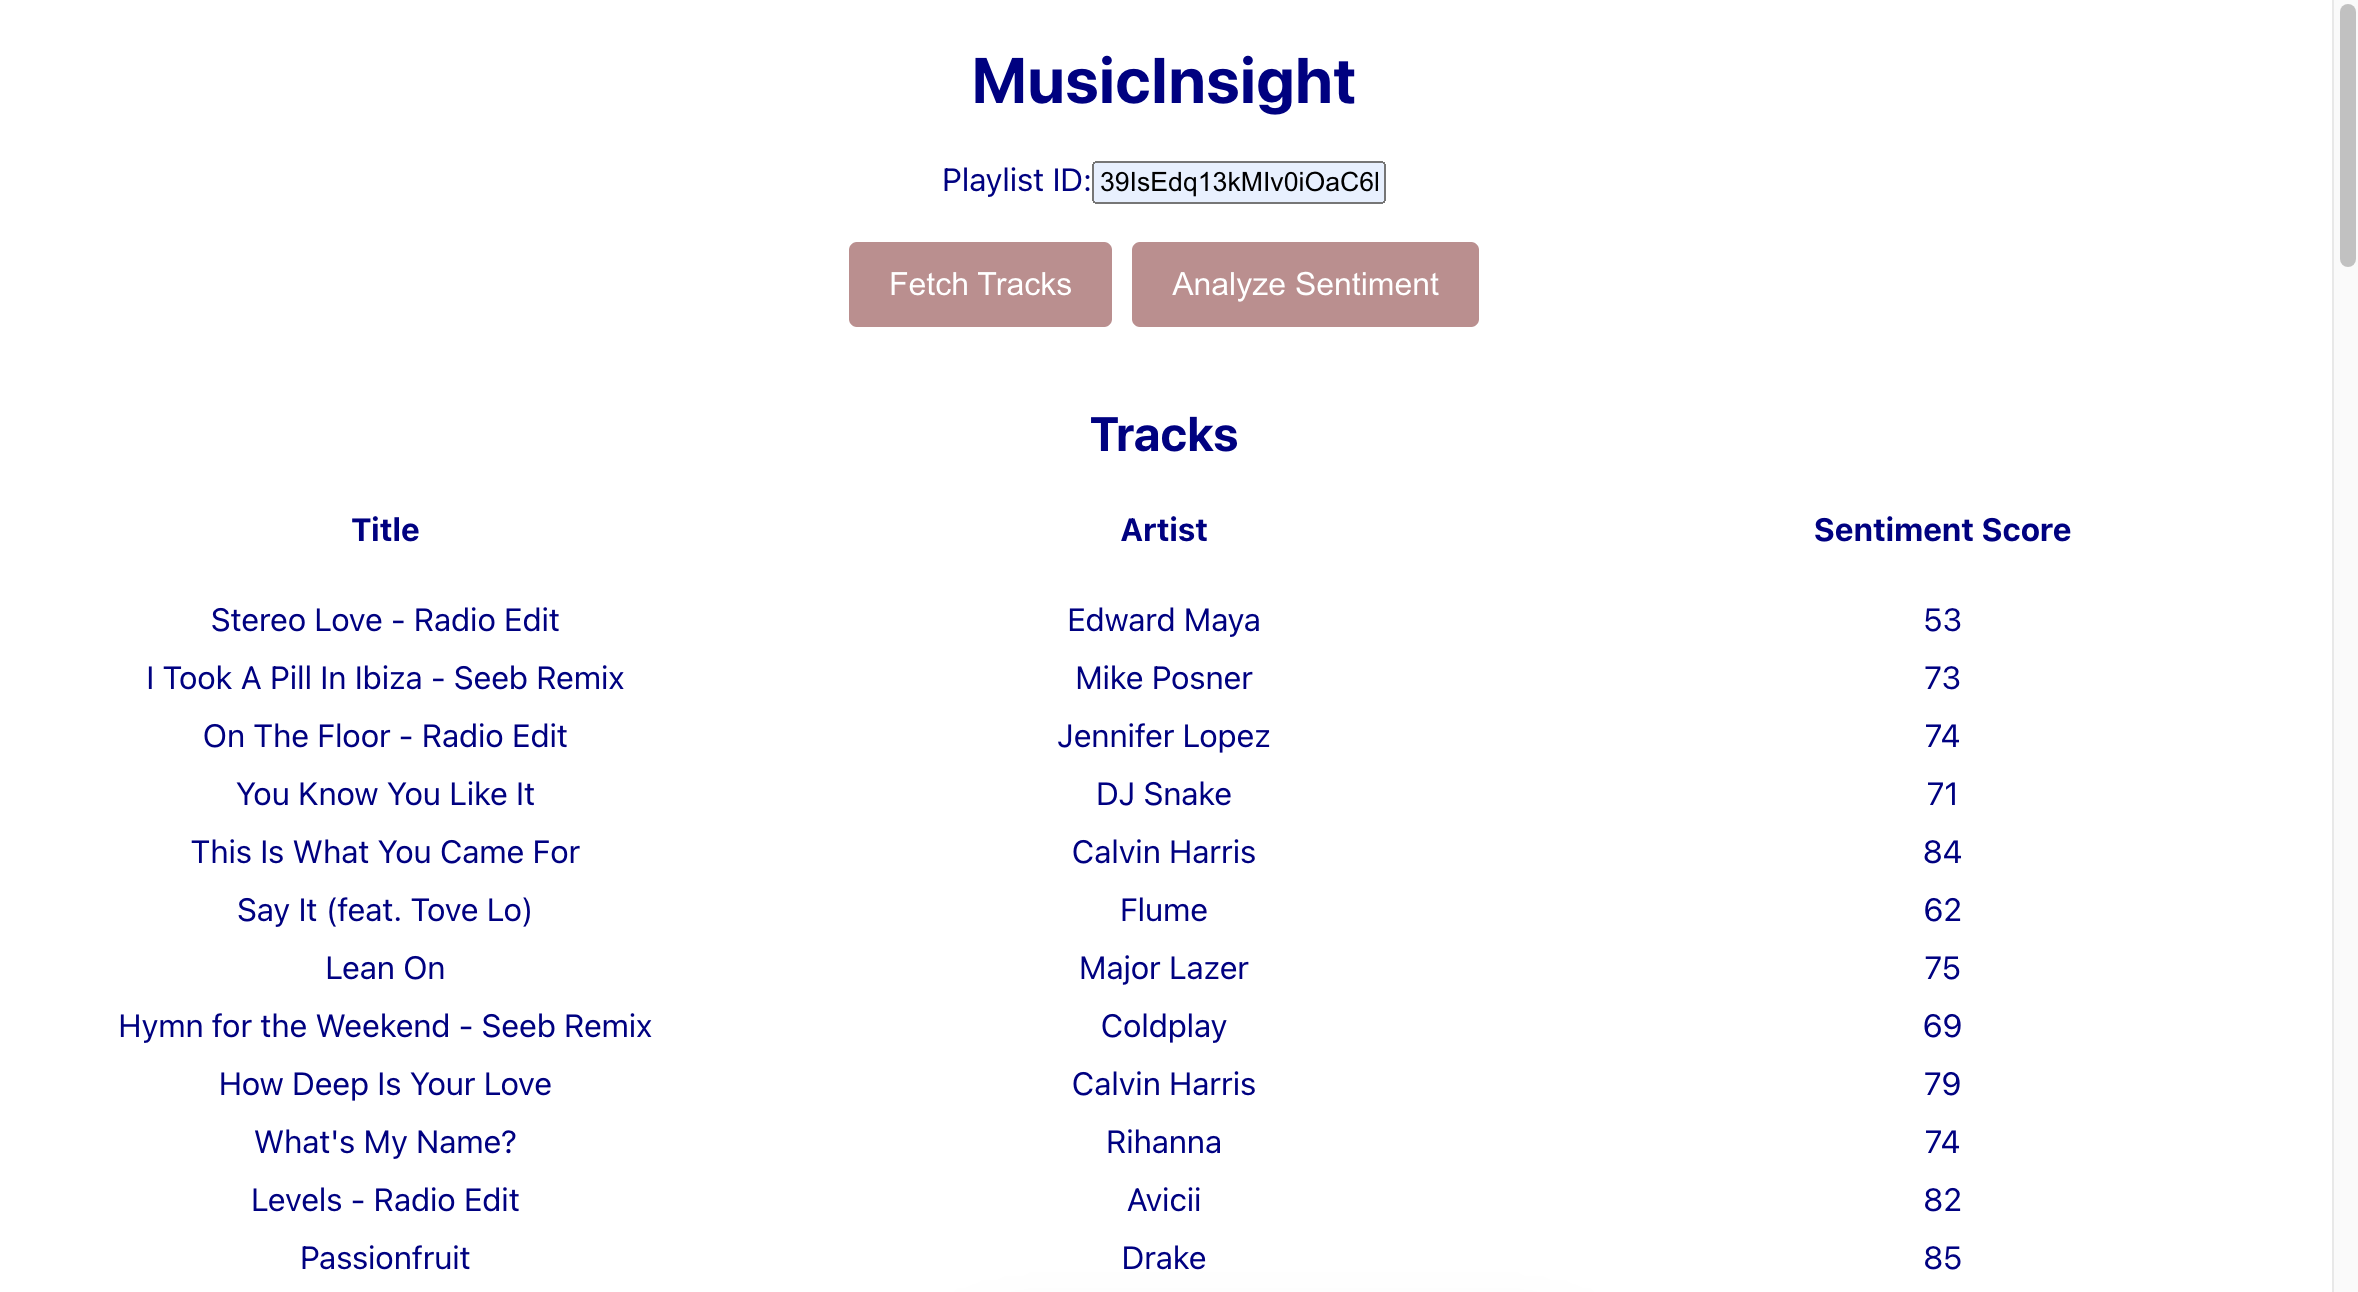 MusicInsight
Playlist ID: 39IsEdq13kMIv0iOaC6l
Fetch Tracks Analyze Sentiment
Tracks
Title Artist Sentiment Score
Stereo Love - Radio Edit Edward Maya 53
I Took A Pill In Ibiza - Seeb Remix Mike Posner 73
On The Floor - Radio Edit Jennifer Lopez 74
You Know You Like It DJ Snake 71
This Is What You Came For Calvin Harris 84
Say It (feat. Tove Lo) Flume 62
Lean On Major Lazer 75
Hymn for the Weekend - Seeb Remix Coldplay 69
How Deep Is Your Love Calvin Harris 79
What's My Name? Rihanna 74
Levels - Radio Edit Avicii 82
Passionfruit Drake 85